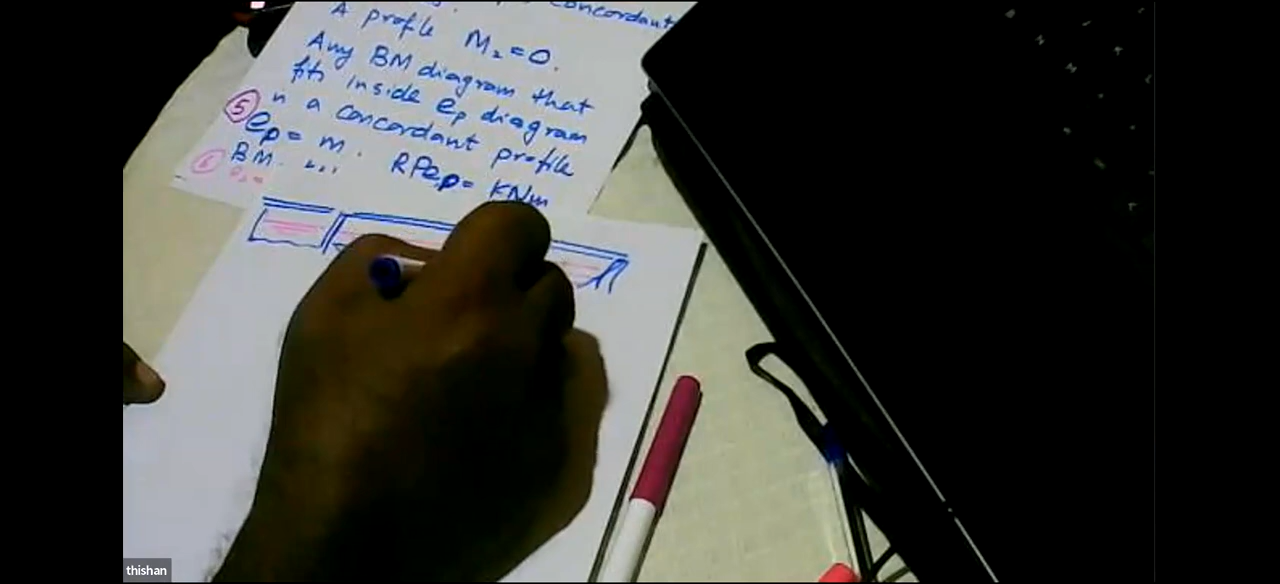 concordant
A profile M₂ = 0.
Any BM diagram that
fits inside eₚ diagram
n a concordant profile
⑤ eₚ = m.
⑥ BM. ... RPeₚ = KNm
thishan